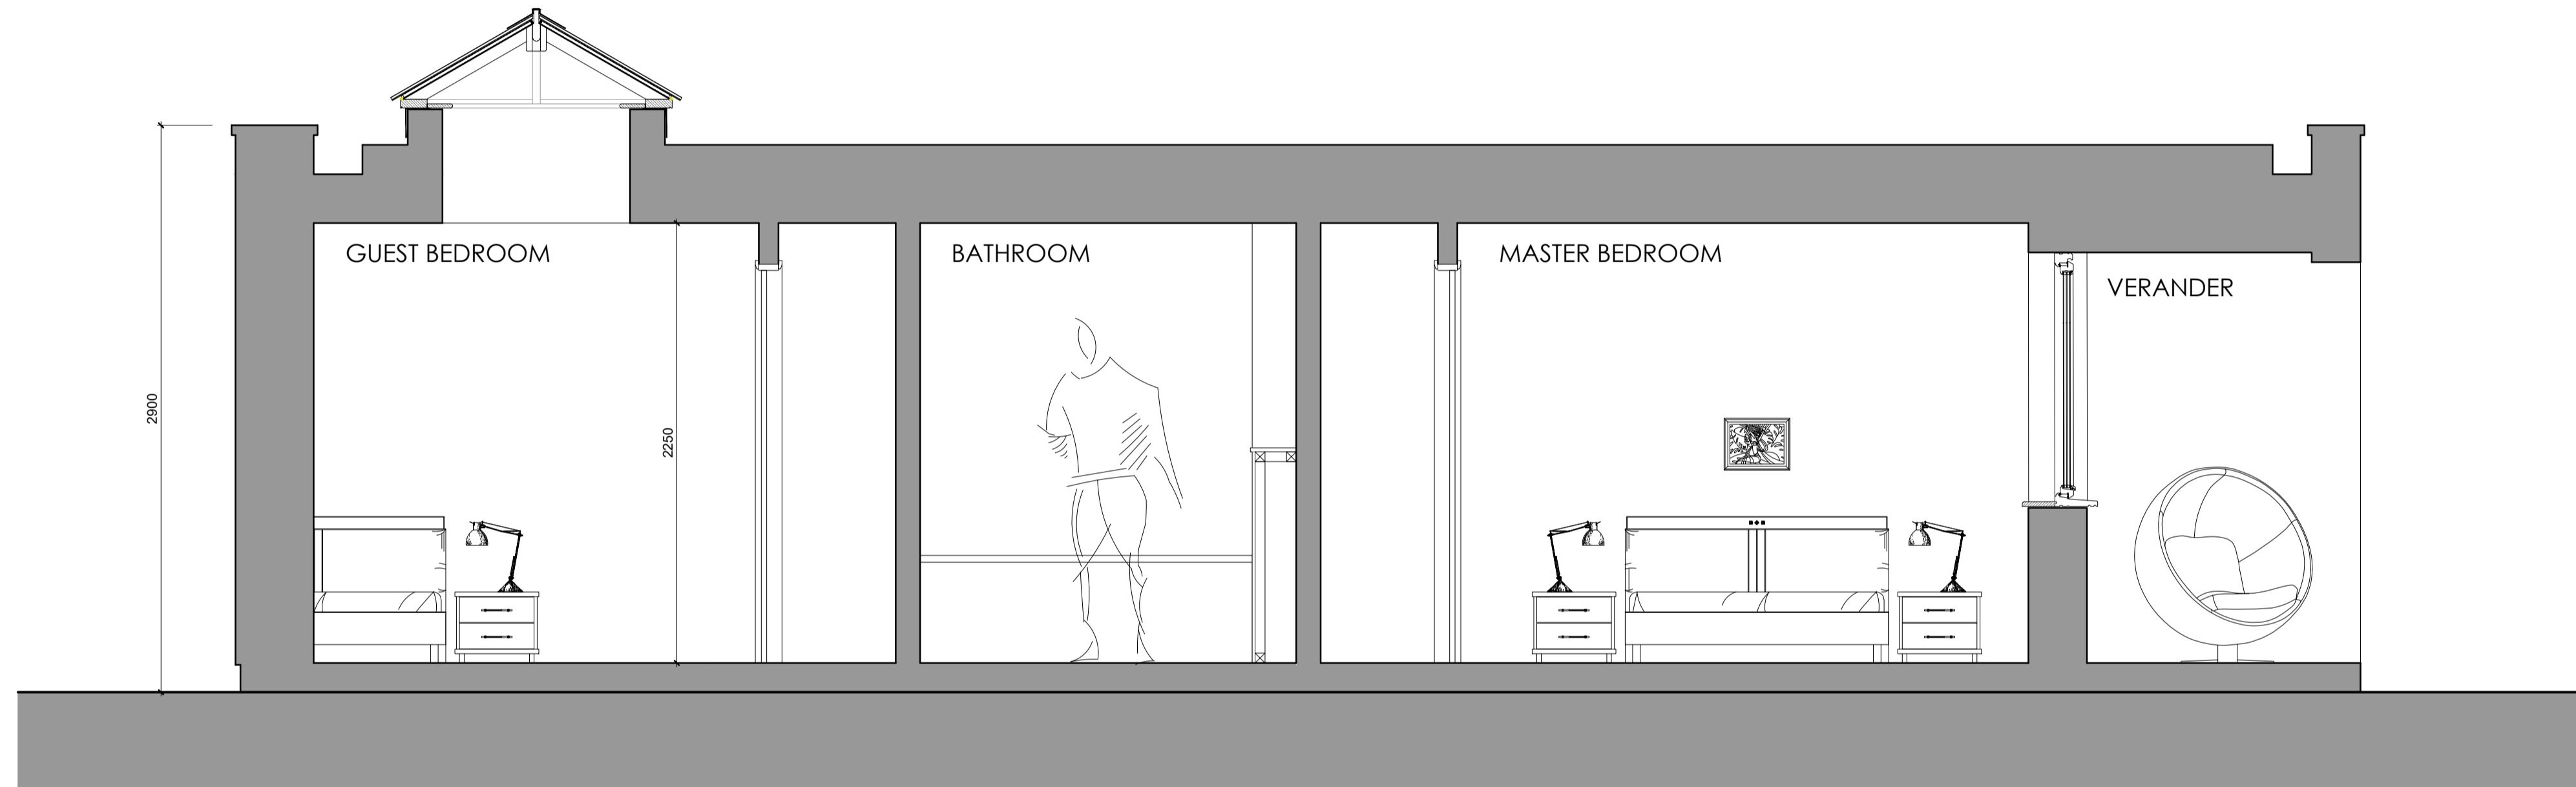 GUEST BEDROOM
BATHROOM
MASTER BEDROOM
VERANDER
2900
2250